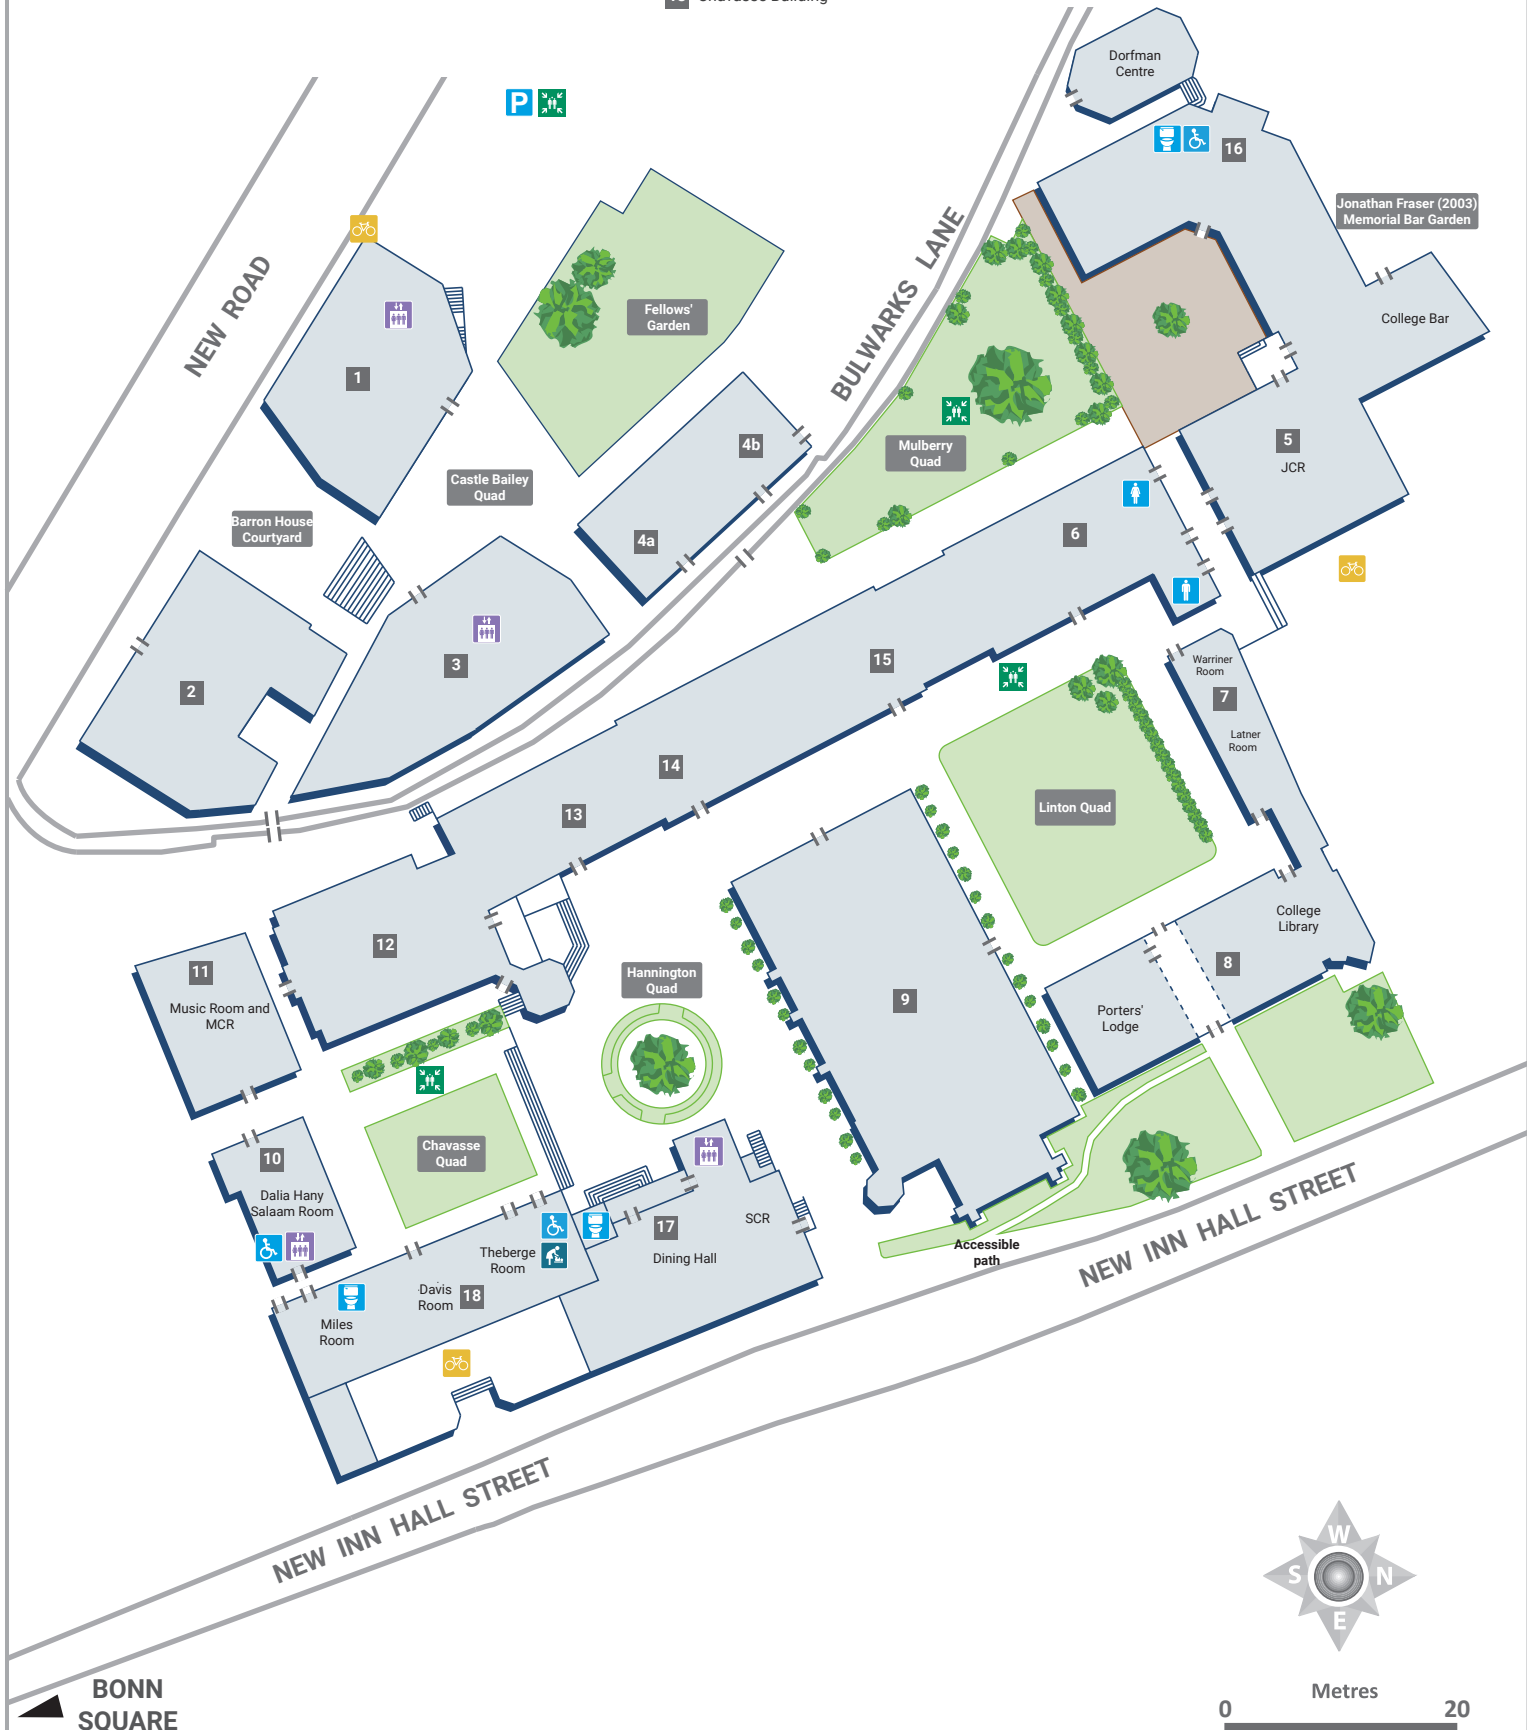 Chavasse Building
Dorfman
Centre
P
16
NEW ROAD
Jonathan Fraser (2003)
Memorial Bar Garden
BULWARKS LANE
Fellows'
Garden
College Bar
1
4b
Mulberry
Quad
5
JCR
Castle Bailey
Quad
Barron House
Courtyard
4a
6
3
15
Warriner
Room
2
7
Latner
Room
14
13
Linton Quad
College
Library
12
11
Hannington
Quad
8
9
Music Room and
MCR
Porters'
Lodge
Chavasse
Quad
10
Dalia Hany
Salaam Room
SCR
17
Dining Hall
Theberge
Room
Accessible
path
NEW INN HALL STREET
Davis
Room
18
Miles
Room
NEW INN HALL STREET
W
S
N
E
BONN
SQUARE
Metres
0
20